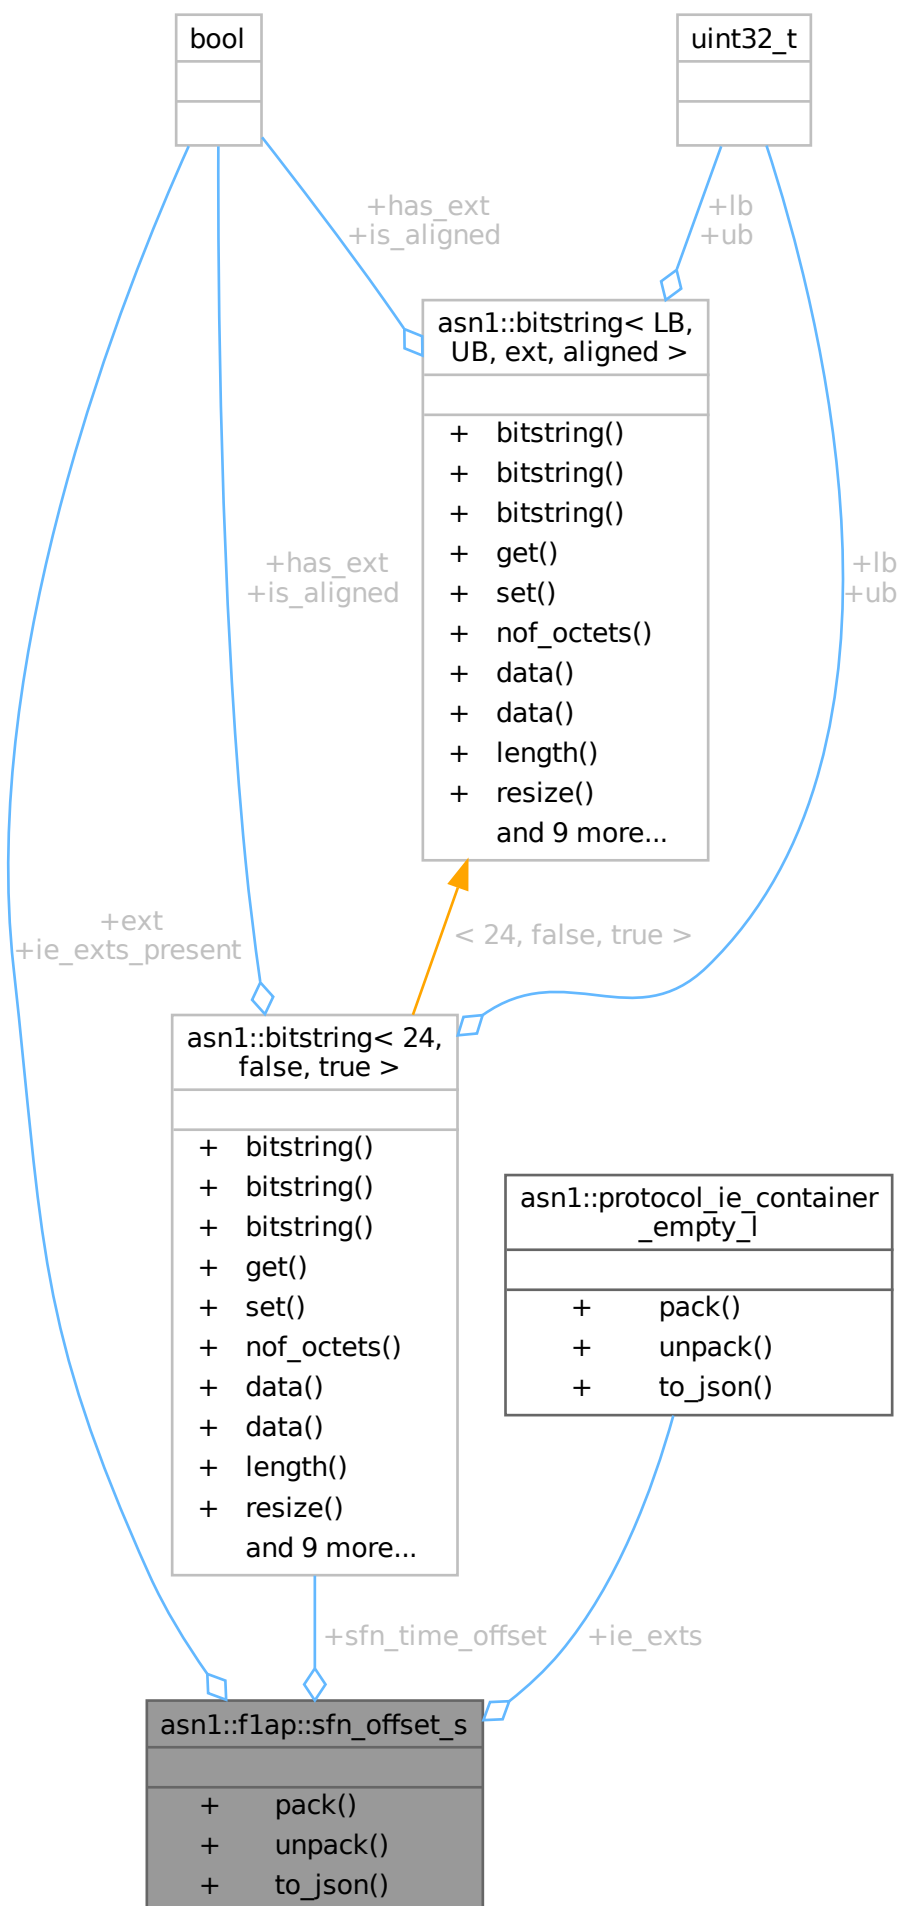 bool
uint32_t
+has_ext
+is_aligned
+lb
+ub
asn1::bitstring< LB,
UB, ext, aligned >
+ bitstring()
+ bitstring()
+ bitstring()
+ get()
+ set()
+ nof_octets()
+ data()
+ data()
+ length()
+ resize()
and 9 more...
+has_ext
+is_aligned
+lb
+ub
+ext
+ie_exts_present
< 24, false, true >
asn1::bitstring< 24,
false, true >
+ bitstring()
+ bitstring()
+ bitstring()
+ get()
+ set()
+ nof_octets()
+ data()
+ data()
+ length()
+ resize()
and 9 more...
asn1::protocol_ie_container
_empty_l
+ pack()
+ unpack()
+ to_json()
+sfn_time_offset
+ie_exts
asn1::f1ap::sfn_offset_s
+ pack()
+ unpack()
+ to_json()